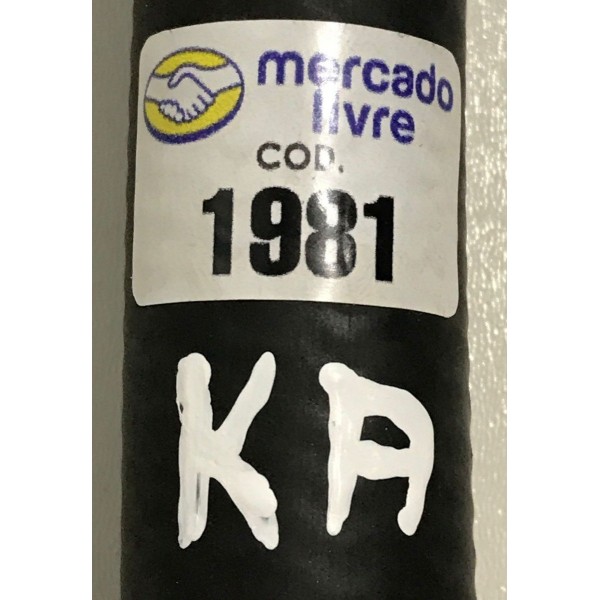 mercado
livre
COD.
1981
KA